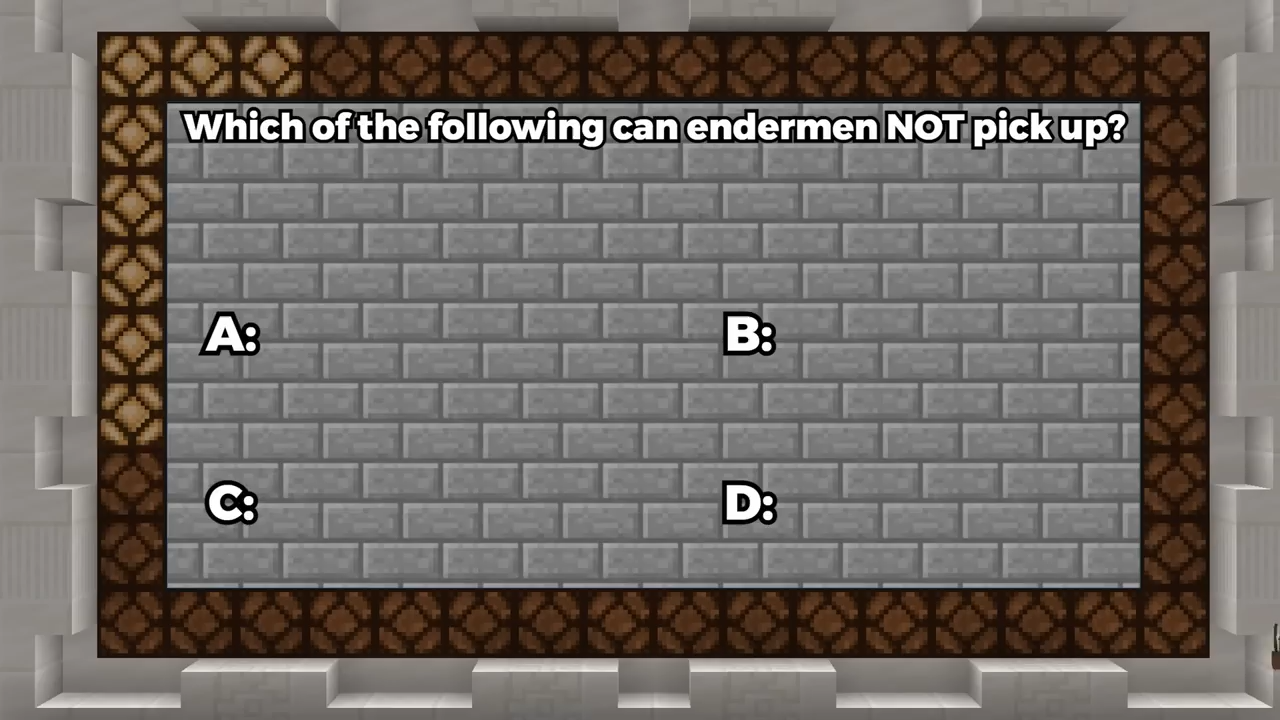 Which of the following can endermen NOT pick up?
A:
B:
C:
D: